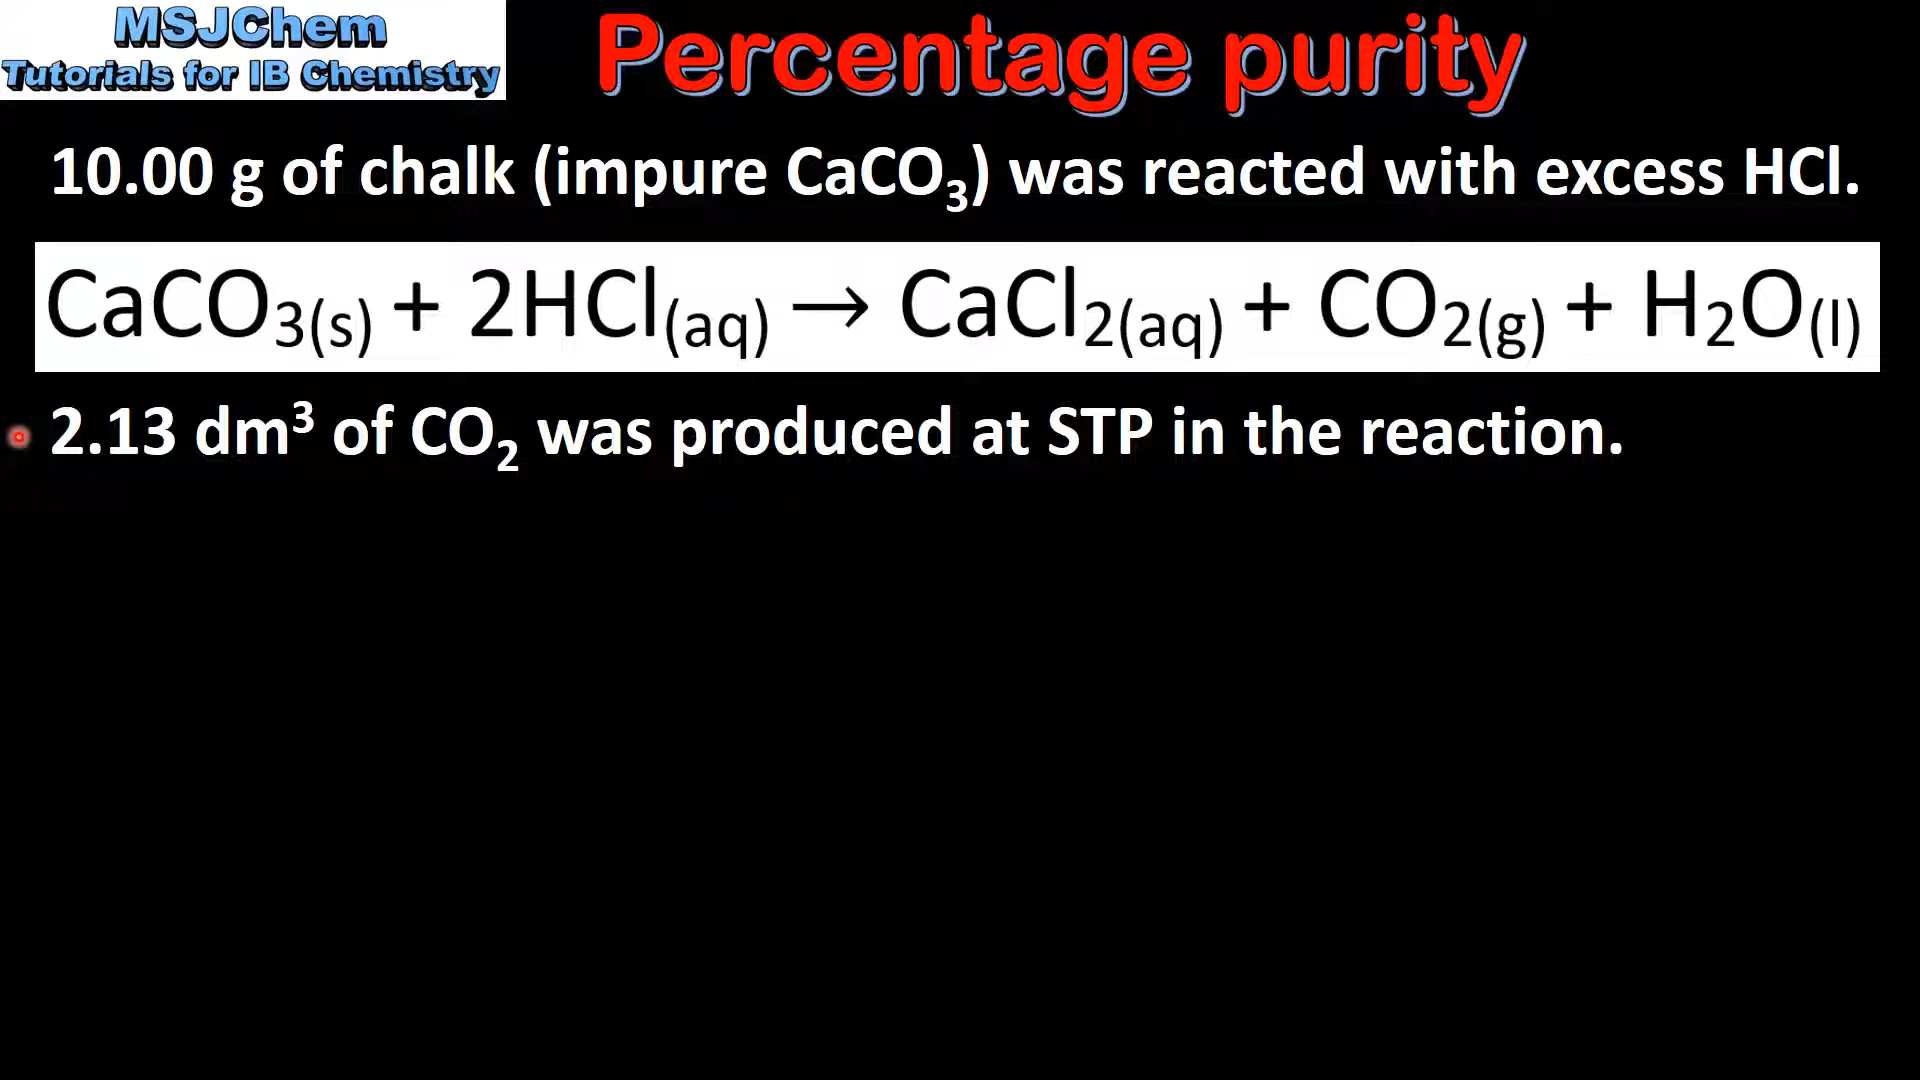 MSJChem
Tutorials for IB Chemistry
Percentage purity
10.00 g of chalk (impure CaCO₃) was reacted with excess HCl.
CaCO₃(s) + 2HCl(aq) → CaCl₂(aq) + CO₂(g) + H₂O(l)
2.13 dm³ of CO₂ was produced at STP in the reaction.